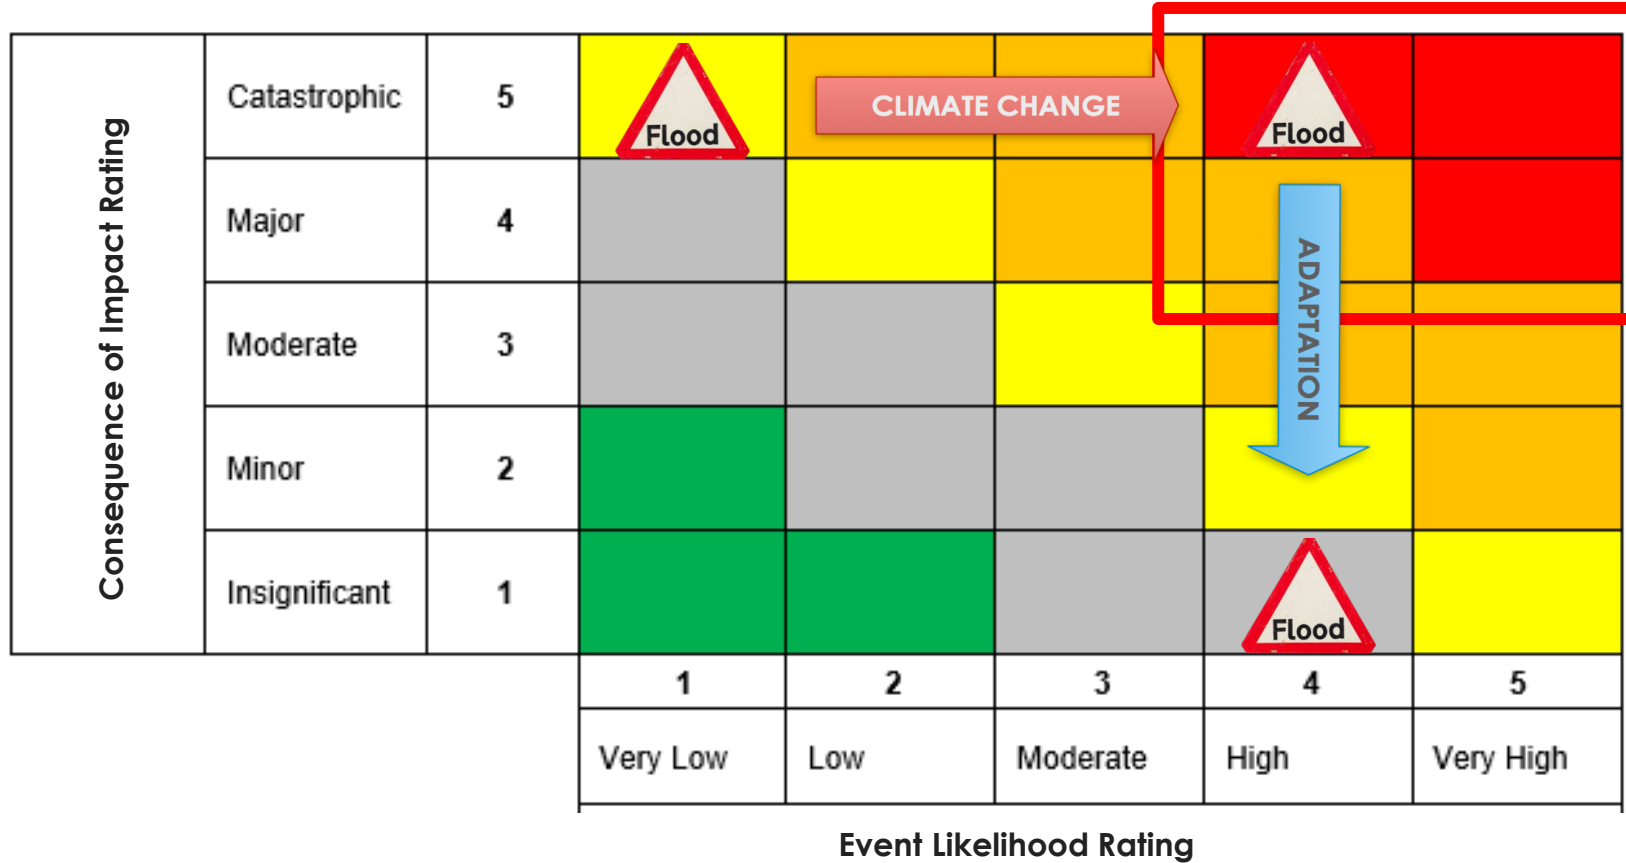 Consequence of Impact Rating
Catastrophic 5 Flood CLIMATE CHANGE Flood
Major 4
ADAPTATION
Moderate 3
Minor 2
Insignificant 1 Flood
1 2 3 4 5
Very Low Low Moderate High Very High
Event Likelihood Rating